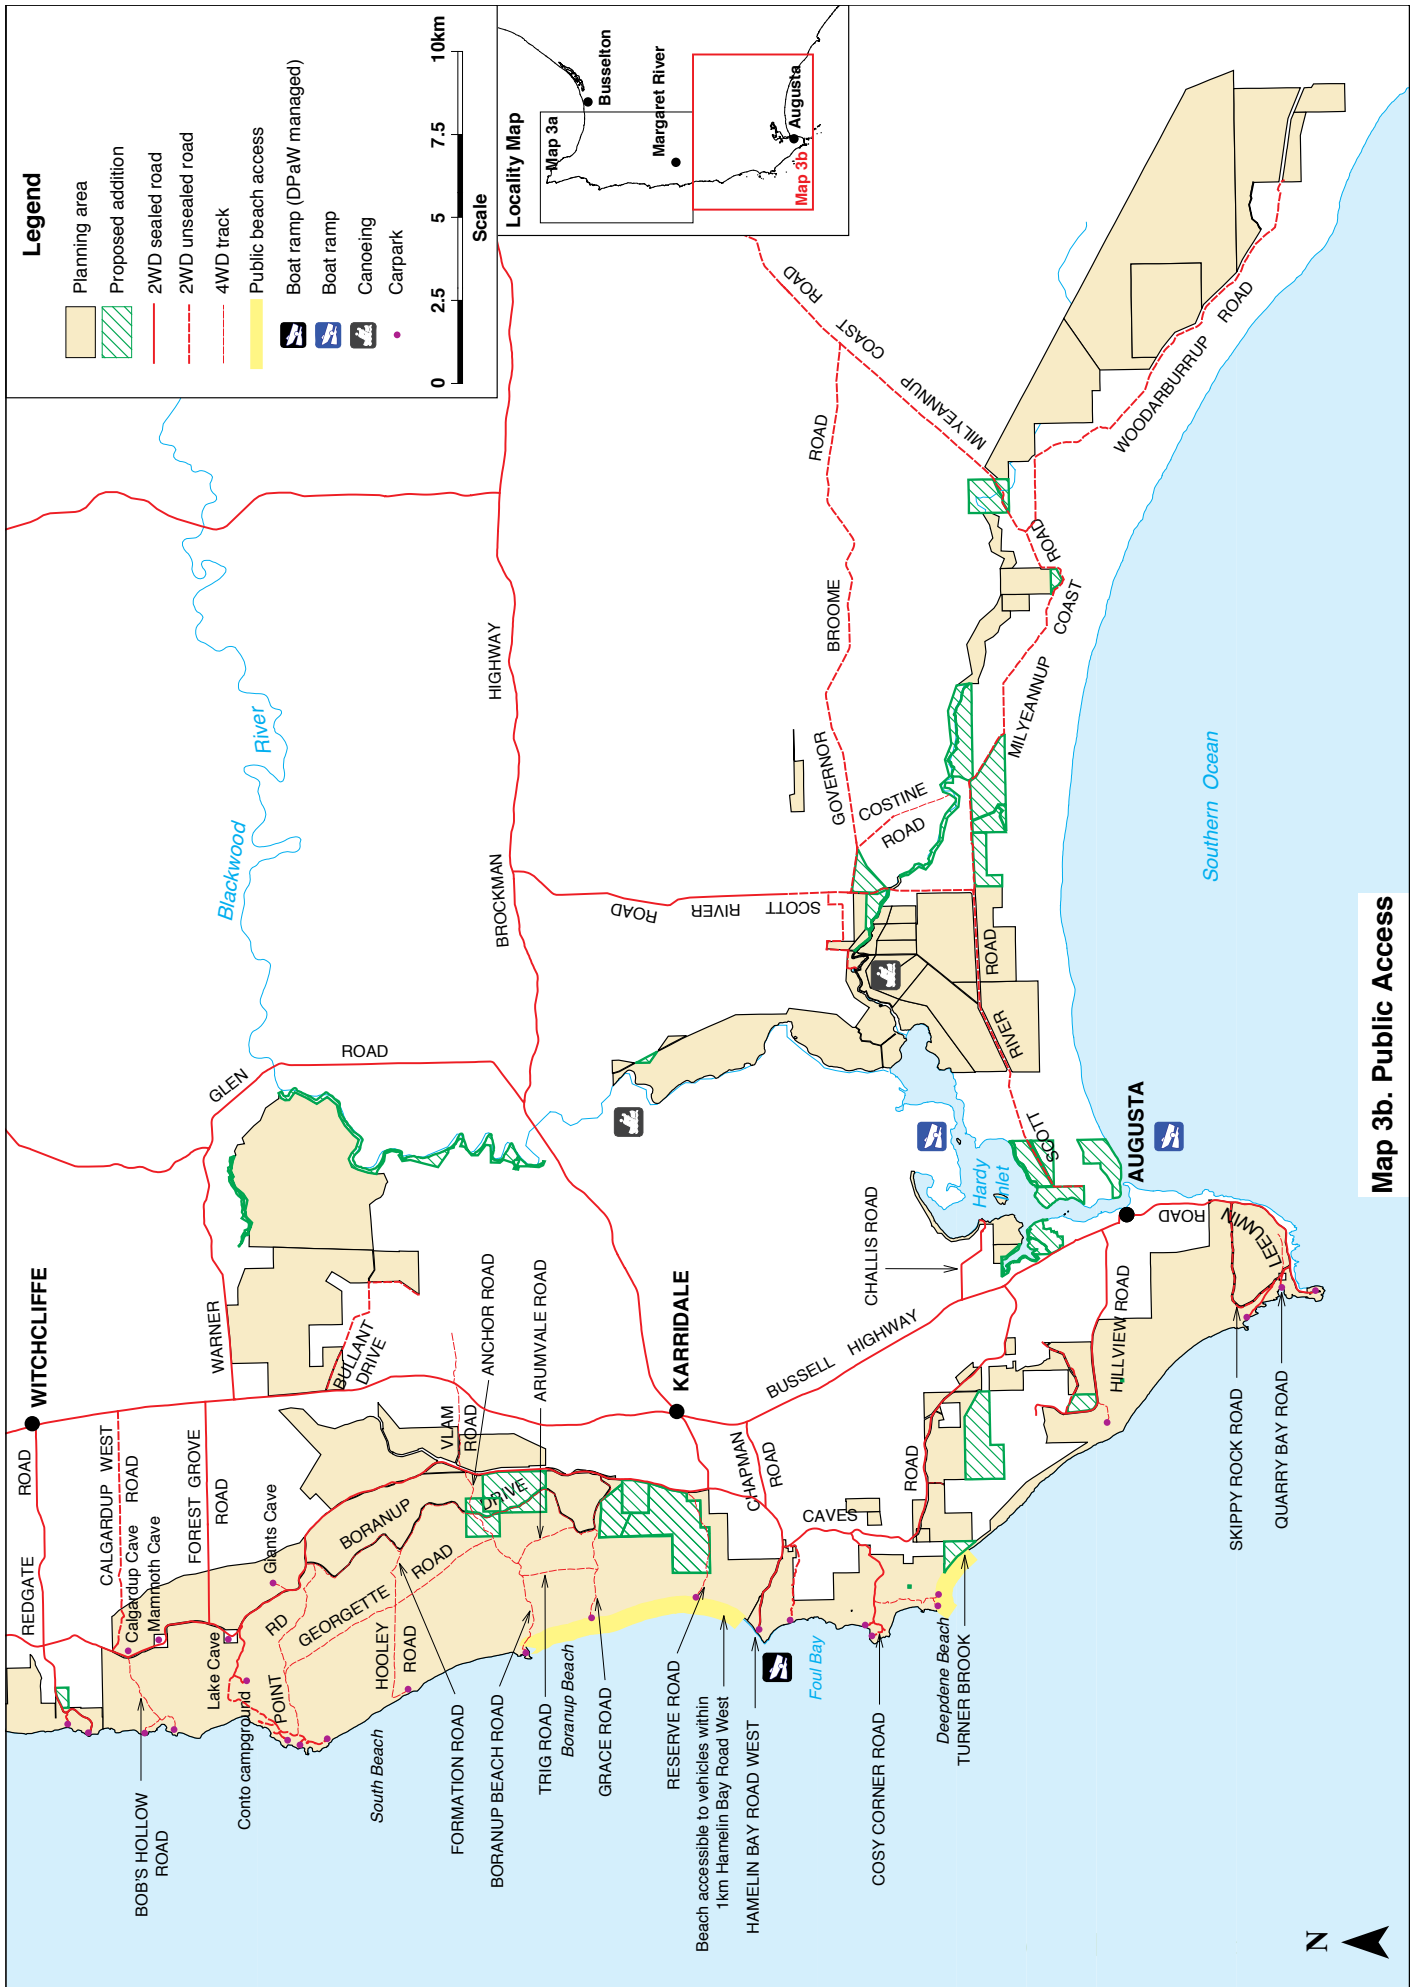 Legend
Planning area
Proposed addition
2WD sealed road
2WD unsealed road
4WD track
Public beach access
Boat ramp (DPaW managed)
Boat ramp
Canoeing
Carpark
0
2.5
5
7.5
10km
Scale
Locality Map
Map 3a
Busselton
Margaret River
Augusta
Map 3b
WITCHCLIFFE
REDGATE
ROAD
CALGARDUP WEST
ROAD
Calgardup Cave
Mammoth Cave
FOREST GROVE
ROAD
Giants Cave
Lake Cave
Conto campground
BOB'S HOLLOW
ROAD
POINT
RD
WARNER
GLEN
ROAD
Blackwood
River
BULLANT
DRIVE
BORANUP
DRIVE
GEORGETTE
ROAD
HOOLEY
ROAD
South Beach
FORMATION ROAD
BORANUP BEACH ROAD
TRIG ROAD
Boranup Beach
GRACE ROAD
VLAM
ROAD
ANCHOR ROAD
ARUMVALE ROAD
BROCKMAN
HIGHWAY
KARRIDALE
RESERVE ROAD
Beach accessible to vehicles within
1km Hamelin Bay Road West
HAMELIN BAY ROAD WEST
Foul Bay
CHAPMAN
ROAD
CAVES
ROAD
COSY CORNER ROAD
Deepdene Beach
TURNER BROOK
BUSSELL
HIGHWAY
CHALLIS ROAD
Hardy
Inlet
SCOTT
RIVER
ROAD
SCOTT
RIVER
ROAD
GOVERNOR
BROOME
ROAD
COSTINE
ROAD
MILYEANNUP
COAST
ROAD
MILYEANNUP
COAST
ROAD
WOODARBURRUP
ROAD
Southern Ocean
AUGUSTA
HILLVIEW ROAD
LEEUWIN
ROAD
SKIPPY ROCK ROAD
QUARRY BAY ROAD
N
Map 3b. Public Access